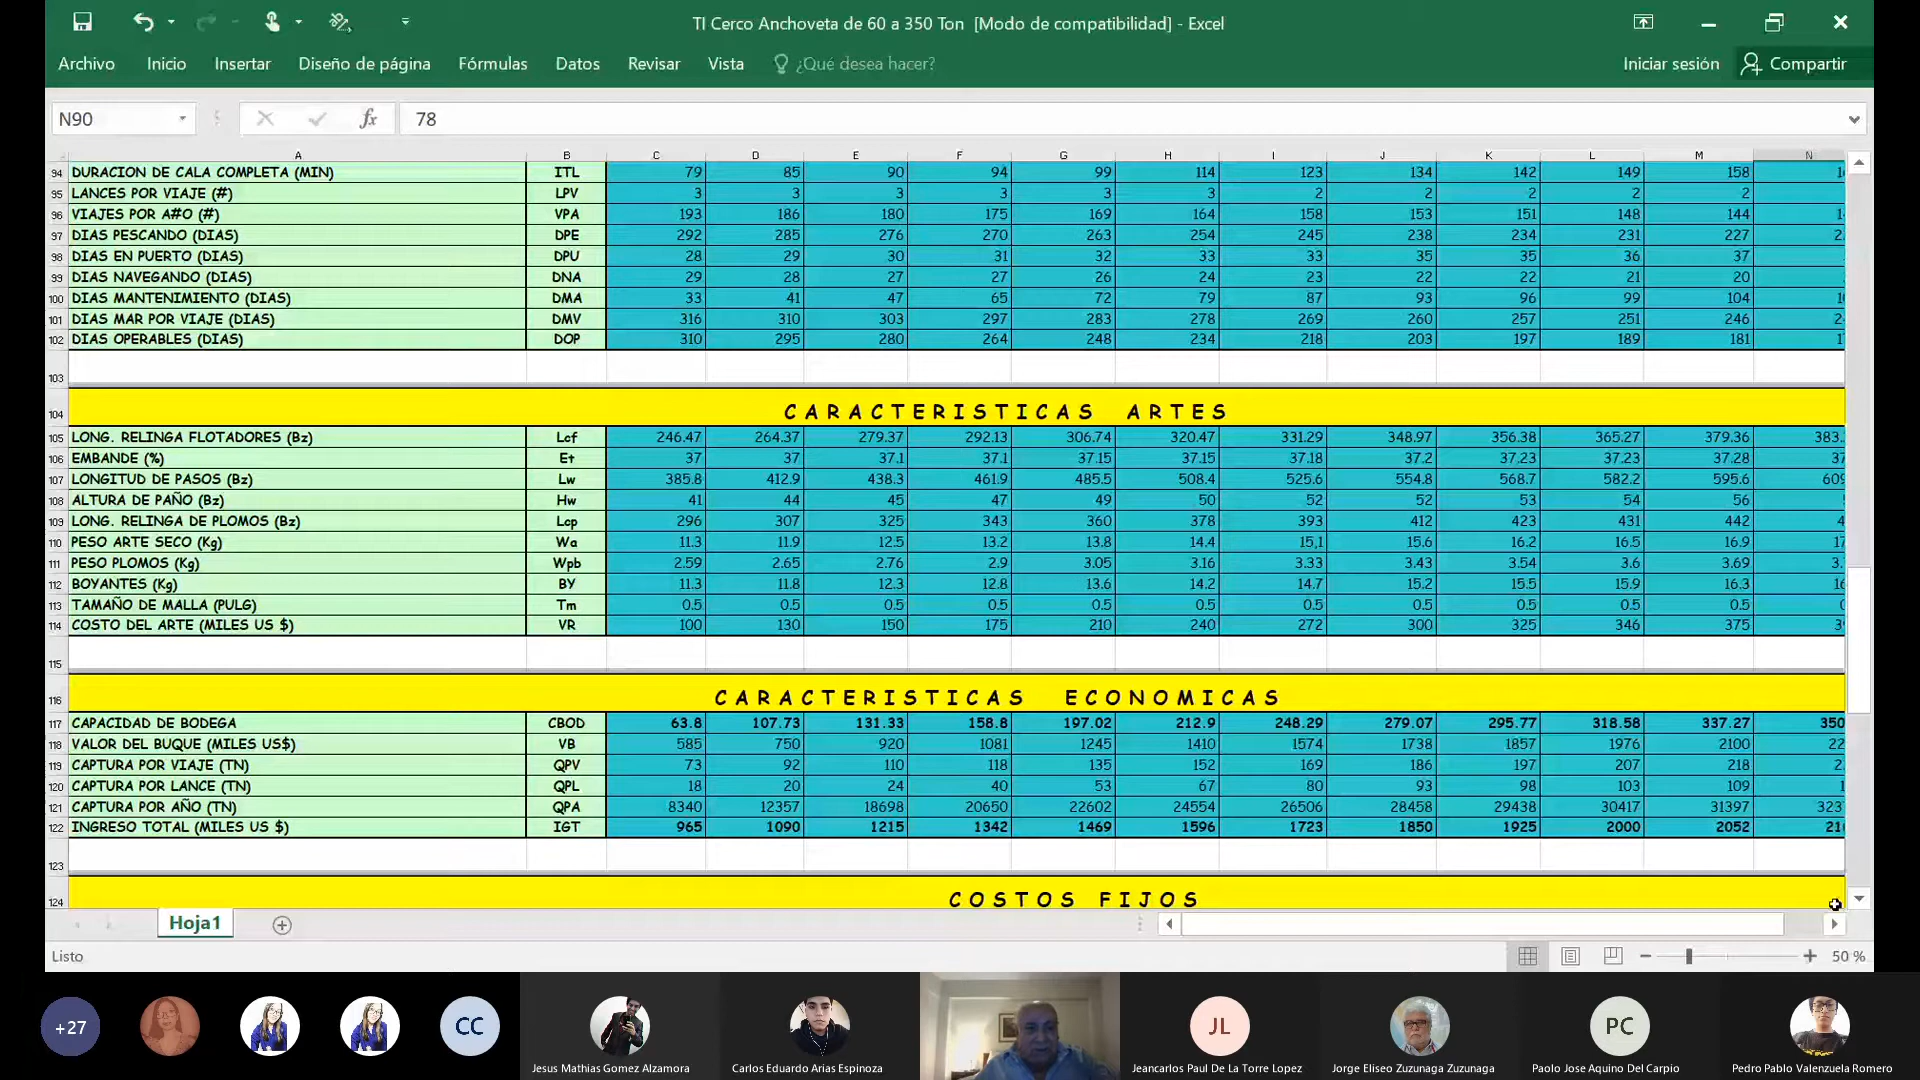 TI Cerco Anchoveta de 60 a 350 Ton [Modo de compatibilidad] - Excel
Archivo Inicio Insertar Diseño de página Fórmulas Datos Revisar Vista ¿Qué desea hacer? Iniciar sesión Compartir
N90 fx 78
A B C D E F G H I J K L M N
94 DURACION DE CALA COMPLETA (MIN) ITL 79 85 90 94 99 114 123 134 142 149 158
95 LANCES POR VIAJE (#) LPV 3 3 3 3 3 3 2 2 2 2 2
96 VIAJES POR A#O (#) VPA 193 186 180 175 169 164 158 153 151 148 144
97 DIAS PESCANDO (DIAS) DPE 292 285 276 270 263 254 245 238 234 231 227
98 DIAS EN PUERTO (DIAS) DPU 28 29 30 31 32 33 33 35 35 36 37
99 DIAS NAVEGANDO (DIAS) DNA 29 28 27 27 26 24 23 22 22 21 20
100 DIAS MANTENIMIENTO (DIAS) DMA 33 41 47 65 72 79 87 93 96 99 104
101 DIAS MAR POR VIAJE (DIAS) DMV 316 310 303 297 283 278 269 260 257 251 246
102 DIAS OPERABLES (DIAS) DOP 310 295 280 264 248 234 218 203 197 189 181
103
104 CARACTERISTICAS ARTES
105 LONG. RELINGA FLOTADORES (Bz) Lcf 246.47 264.37 279.37 292.13 306.74 320.47 331.29 348.97 356.38 365.27 379.36 383.
106 EMBANDE (%) Et 37 37 37.1 37.1 37.15 37.15 37.18 37.2 37.23 37.23 37.28 37
107 LONGITUD DE PASOS (Bz) Lw 385.8 412.9 438.3 461.9 485.5 508.4 525.6 554.8 568.7 582.2 595.6 609
108 ALTURA DE PAÑO (Bz) Hw 41 44 45 47 49 50 52 52 53 54 56
109 LONG. RELINGA DE PLOMOS (Bz) Lcp 296 307 325 343 360 378 393 412 423 431 442 4
110 PESO ARTE SECO (Kg) Wa 11.3 11.9 12.5 13.2 13.8 14.4 15,1 15.6 16.2 16.5 16.9 17
111 PESO PLOMOS (Kg) Wpb 2.59 2.65 2.76 2.9 3.05 3.16 3.33 3.43 3.54 3.6 3.69 3.
112 BOYANTES (Kg) BY 11.3 11.8 12.3 12.8 13.6 14.2 14.7 15.2 15.5 15.9 16.3 16
113 TAMAÑO DE MALLA (PULG) Tm 0.5 0.5 0.5 0.5 0.5 0.5 0.5 0.5 0.5 0.5 0.5
114 COSTO DEL ARTE (MILES US $) VR 100 130 150 175 210 240 272 300 325 346 375
115
116 CARACTERISTICAS ECONOMICAS
117 CAPACIDAD DE BODEGA CBOD 63.8 107.73 131.33 158.8 197.02 212.9 248.29 279.07 295.77 318.58 337.27 350
118 VALOR DEL BUQUE (MILES US$) VB 585 750 920 1081 1245 1410 1574 1738 1857 1976 2100 22
119 CAPTURA POR VIAJE (TN) QPV 73 92 110 118 135 152 169 186 197 207 218 2
120 CAPTURA POR LANCE (TN) QPL 18 20 24 40 53 67 80 93 98 103 109 1
121 CAPTURA POR AÑO (TN) QPA 8340 12357 18698 20650 22602 24554 26506 28458 29438 30417 31397 323
122 INGRESO TOTAL (MILES US $) IGT 965 1090 1215 1342 1469 1596 1723 1850 1925 2000 2052 21
123
124 COSTOS FIJOS
Hoja1
Listo 50 %
+27 CC JL PC
Jesus Mathias Gomez Alzamora Carlos Eduardo Arias Espinoza Jeancarlos Paul De La Torre Lopez Jorge Eliseo Zuzunaga Zuzunaga Paolo Jose Aquino Del Carpio Pedro Pablo Valenzuela Romero